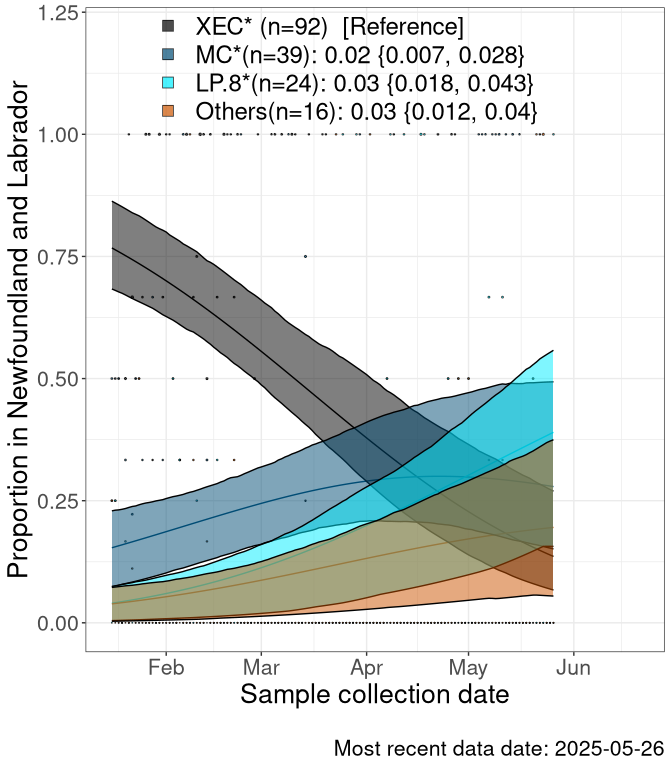 XEC* (n=92)  [Reference]
MC*(n=39): 0.02 {0.007, 0.028}
LP.8*(n=24): 0.03 {0.018, 0.043}
Others(n=16): 0.03 {0.012, 0.04}
Proportion in Newfoundland and Labrador
1.25
1.00
0.75
0.50
0.25
0.00
Feb Mar Apr May Jun
Sample collection date
Most recent data date: 2025-05-26